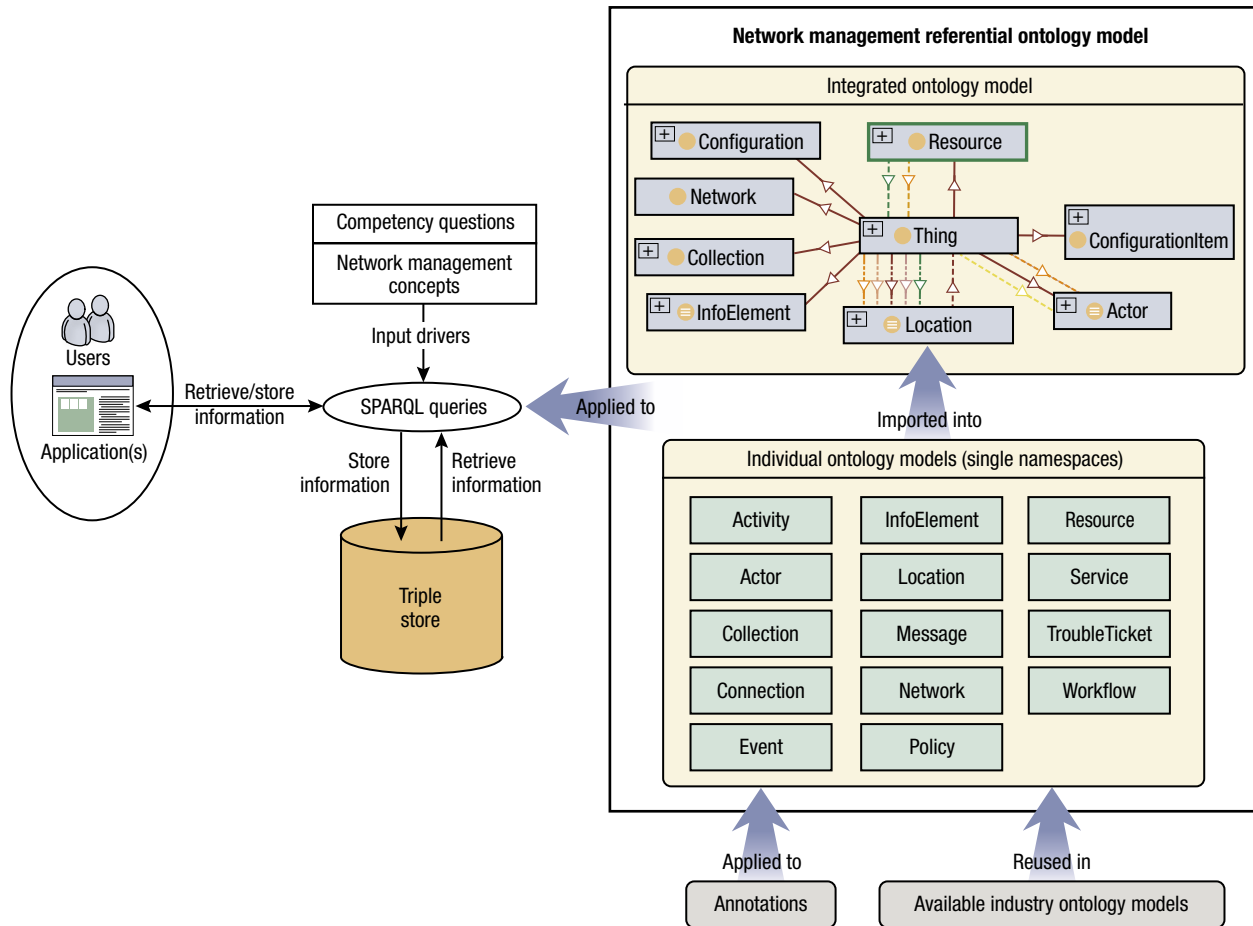 Network management referential ontology model
Integrated ontology model
Configuration
Resource
Network
Thing
ConfigurationItem
Collection
InfoElement
Location
Actor
Competency questions
Network management
concepts
Input drivers
Users
Application(s)
Retrieve/store
information
SPARQL queries
Applied to
Imported into
Store
information
Retrieve
information
Triple
store
Individual ontology models (single namespaces)
Activity
InfoElement
Resource
Actor
Location
Service
Collection
Message
TroubleTicket
Connection
Network
Workflow
Event
Policy
Applied to
Reused in
Annotations
Available industry ontology models